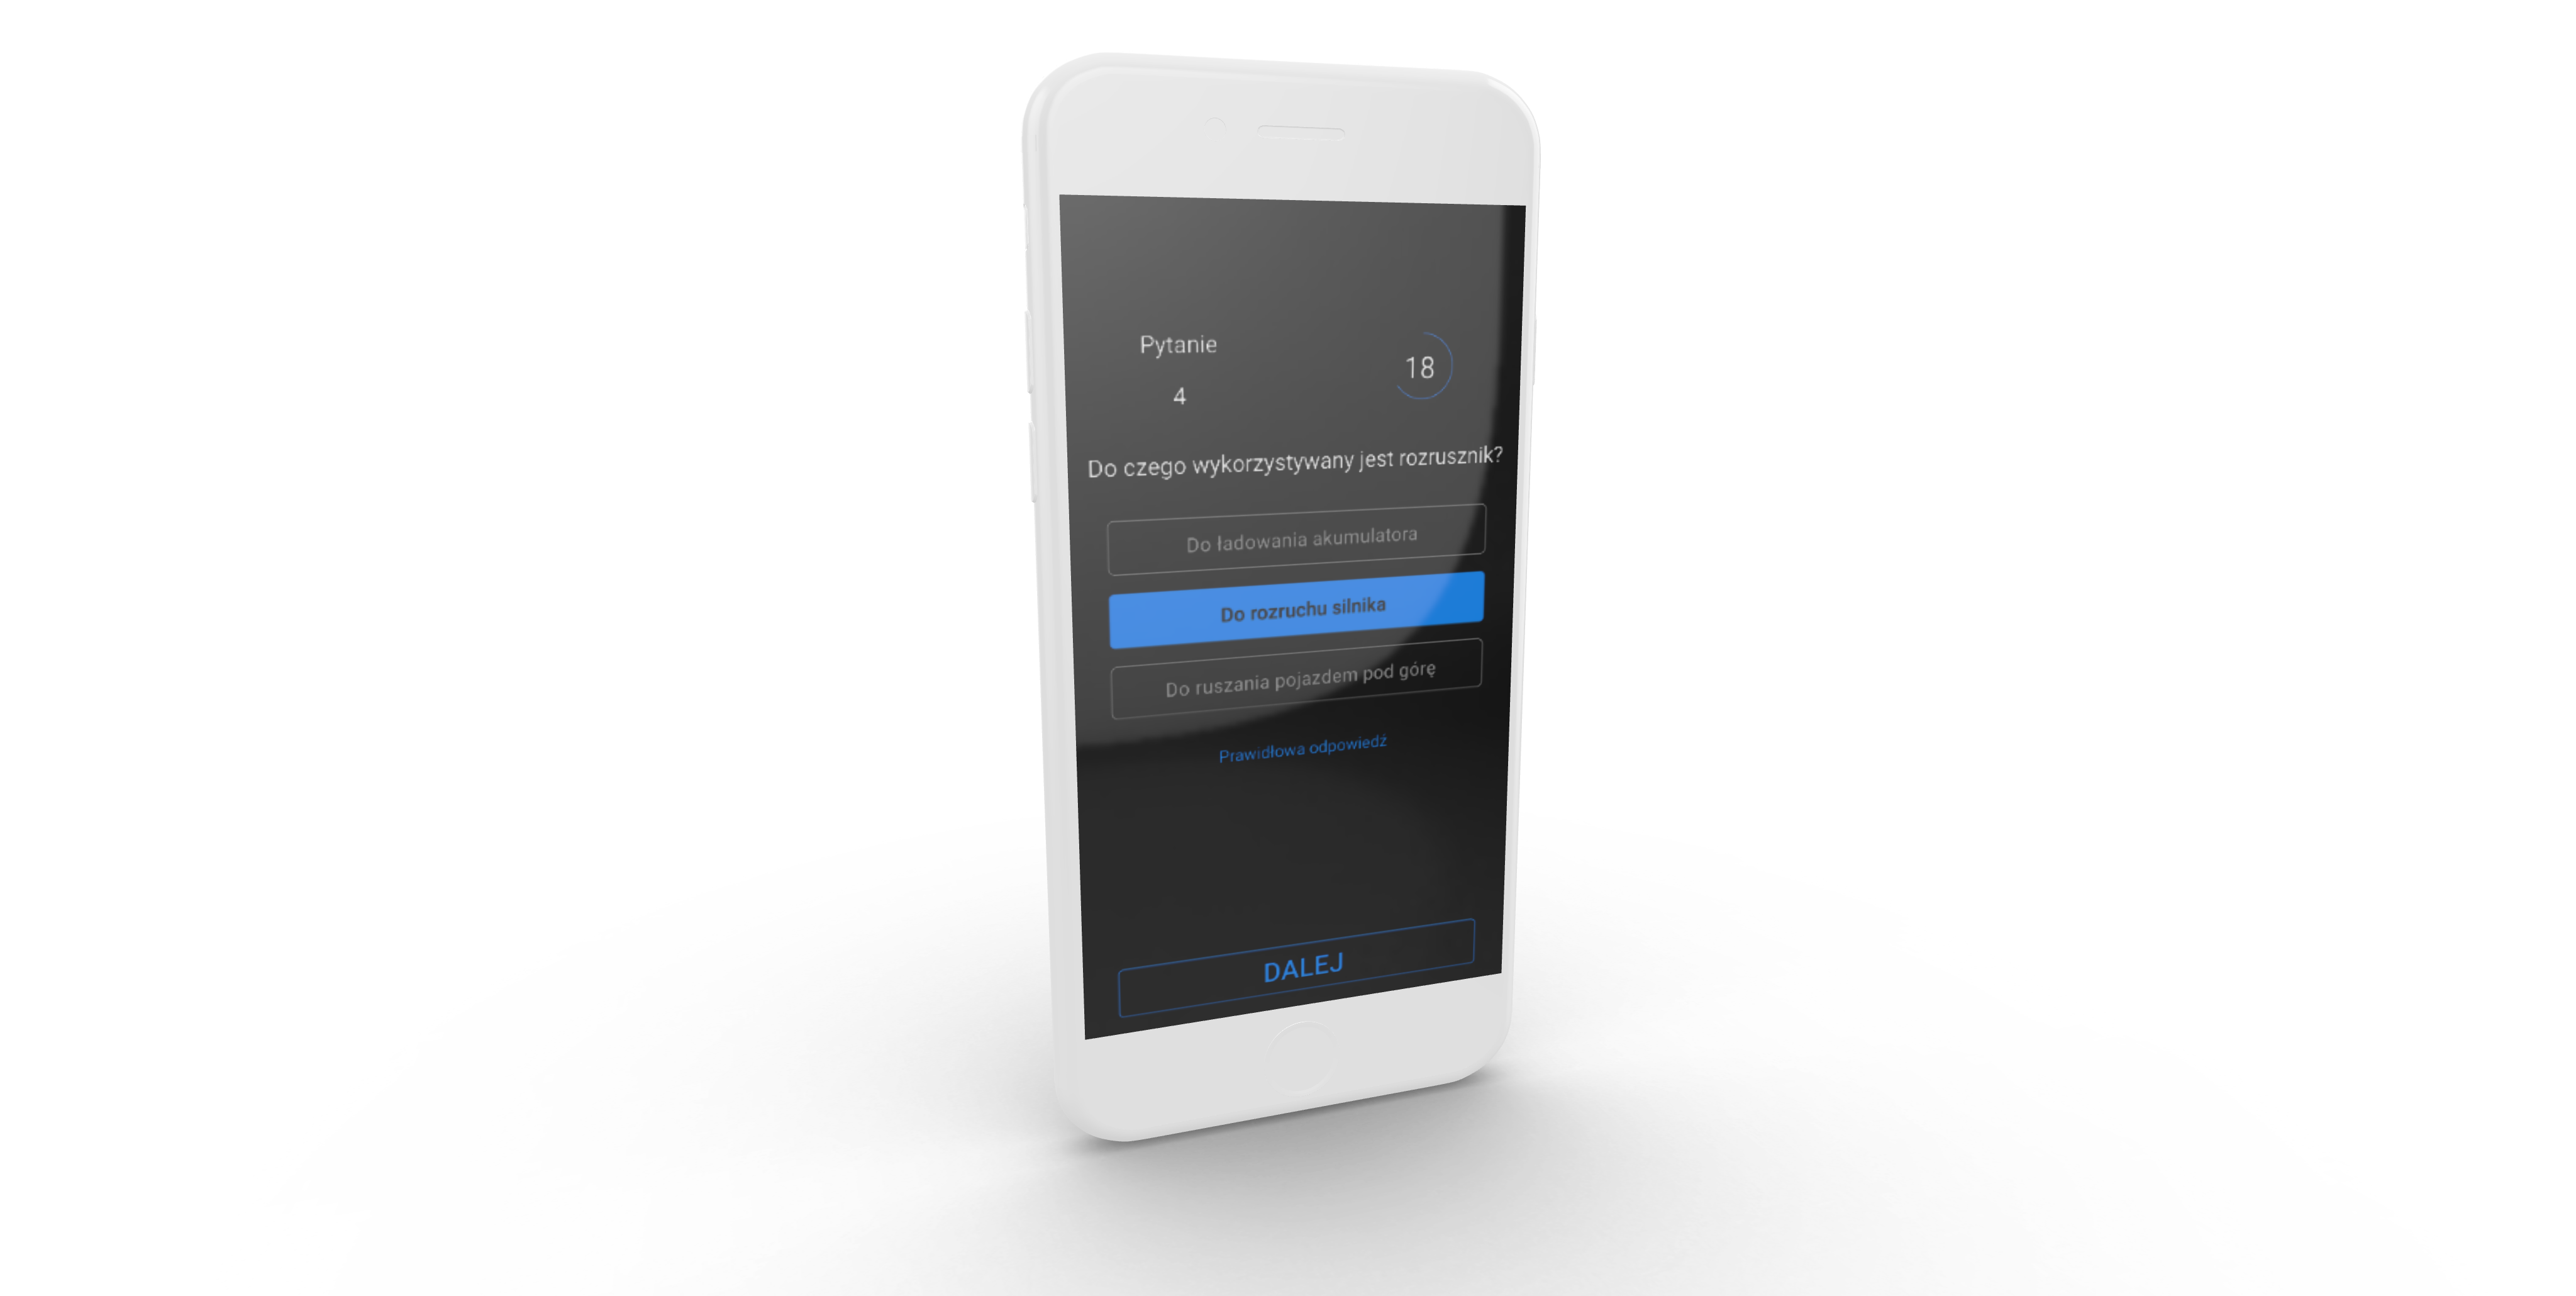 Pytanie
4
18
Do czego wykorzystywany jest rozrusznik?
Do ładowania akumulatora
Do rozruchu silnika
Do ruszania pojazdem pod górę
Prawidłowa odpowiedź
DALEJ